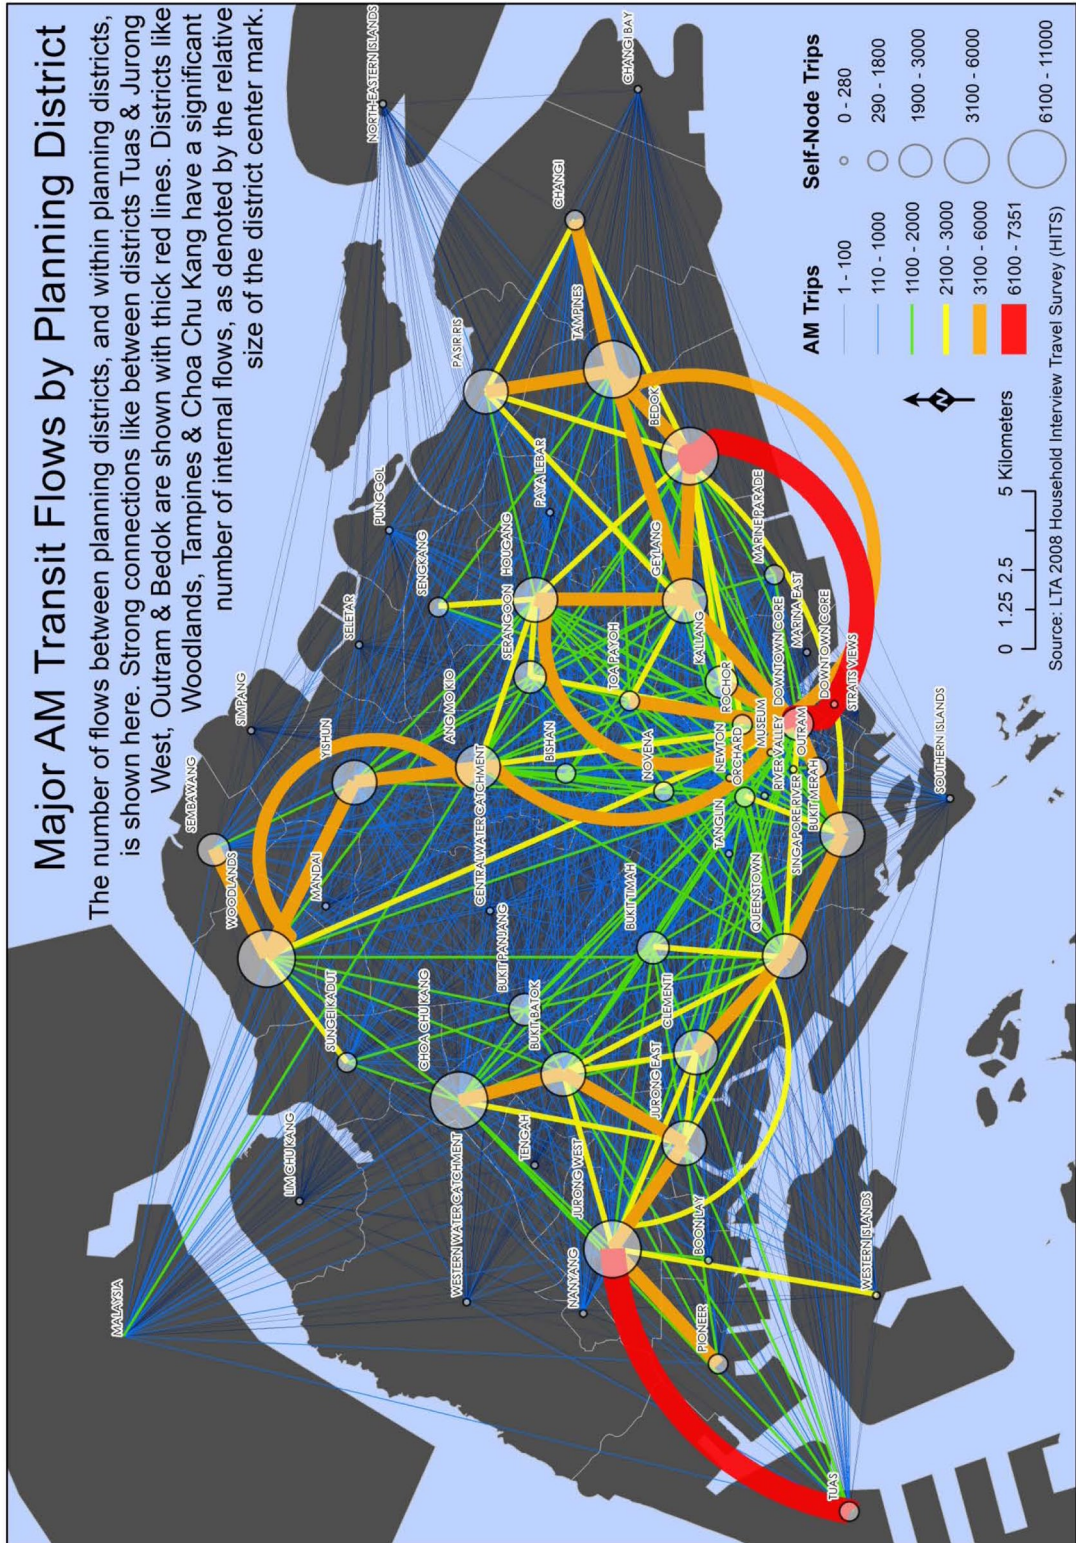 Major AM Transit Flows by Planning District
The number of flows between planning districts, and within planning districts,
is shown here. Strong connections like between districts Tuas & Jurong
West, Outram & Bedok are shown with thick red lines. Districts like
Woodlands, Tampines & Choa Chu Kang have a significant
number of internal flows, as denoted by the relative
size of the district center mark.
NORTH-EASTERN ISLANDS
CHANGI BAY
CHANGI
TAMPINES
PASIR RIS
BEDOK
PUNGGOL
PAYA LEBAR
SENGKANG
HOUGANG
GEYLANG
MARINE PARADE
SELETAR
SERANGOON
TOA PAYOH
KALLANG
MARINA EAST
SIMPANG
YISHUN
ANG MO KIO
BISHAN
NOVENA
ROCHOR
DOWNTOWN CORE
DOWNTOWN CORE
STRAITS VIEWS
SEMBAWANG
NEWTON
ORCHARD
MUSEUM
RIVER VALLEY
OUTRAM
SINGAPORE RIVER
BUKIT MERAH
SOUTHERN ISLANDS
WOODLANDS
MANDAI
CENTRALWATER CATCHMENT
TANGLIN
BUKIT TIMAH
QUEENSTOWN
SUNGEI KADUT
CHOA CHU KANG
BUKIT PANJANG
BUKIT BATOK
CLEMENTI
JURONG EAST
LIM CHU KANG
WESTERN WATER CATCHMENT
TENGAH
JURONG WEST
BOON LAY
NANYANG
PIONEER
WESTERN ISLANDS
MALAYSIA
TUAS
AM Trips
1 - 100
110 - 1000
1100 - 2000
2100 - 3000
3100 - 6000
6100 - 7351
Self-Node Trips
0 - 280
290 - 1800
1900 - 3000
3100 - 6000
6100 - 11000
N
0 1.25 2.5 5 Kilometers
Source: LTA 2008 Household Interview Travel Survey (HITS)